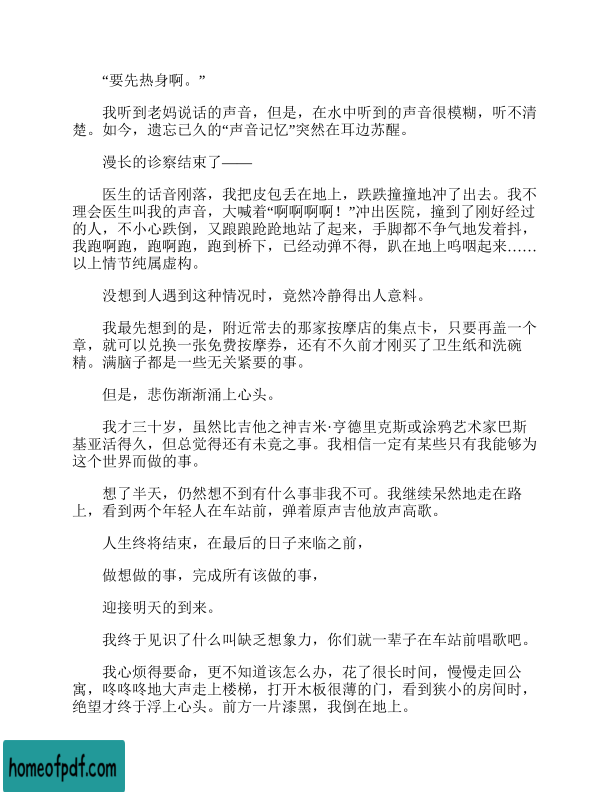 “要先热身啊。”
我听到老妈说话的声音，但是，在水中听到的声音很模糊，听不清
楚。如今，遗忘已久的“声音记忆”突然在耳边苏醒。
漫长的诊察结束了——
医生的话音刚落，我把皮包丢在地上，跌跌撞撞地冲了出去。我不
理会医生叫我的声音，大喊着“啊啊啊啊！”冲出医院，撞到了刚好经过
的人，不小心跌倒，又踉踉跄跄地站了起来，手脚都不争气地发着抖，
我跑啊跑，跑啊跑，跑到桥下，已经动弹不得，趴在地上呜咽起来……
以上情节纯属虚构。
没想到人遇到这种情况时，竟然冷静得出人意料。
我最先想到的是，附近常去的那家按摩店的集点卡，只要再盖一个
章，就可以兑换一张免费按摩券，还有不久前才刚买了卫生纸和洗碗
精。满脑子都是一些无关紧要的事。
但是，悲伤渐渐涌上心头。
我才三十岁，虽然比吉他之神吉米·亨德里克斯或涂鸦艺术家巴斯
基亚活得久，但总觉得还有未竟之事。我相信一定有某些只有我能够为
这个世界而做的事。
想了半天，仍然想不到有什么事非我不可。我继续呆然地走在路
上，看到两个年轻人在车站前，弹着原声吉他放声高歌。
人生终将结束，在最后的日子来临之前，
做想做的事，完成所有该做的事，
迎接明天的到来。
我终于见识了什么叫缺乏想象力，你们就一辈子在车站前唱歌吧。
我心烦得要命，更不知道该怎么办，花了很长时间，慢慢走回公
寓，咚咚咚地大声走上楼梯，打开木板很薄的门，看到狭小的房间时，
绝望才终于浮上心头。前方一片漆黑，我倒在地上。
homeofpdf.com